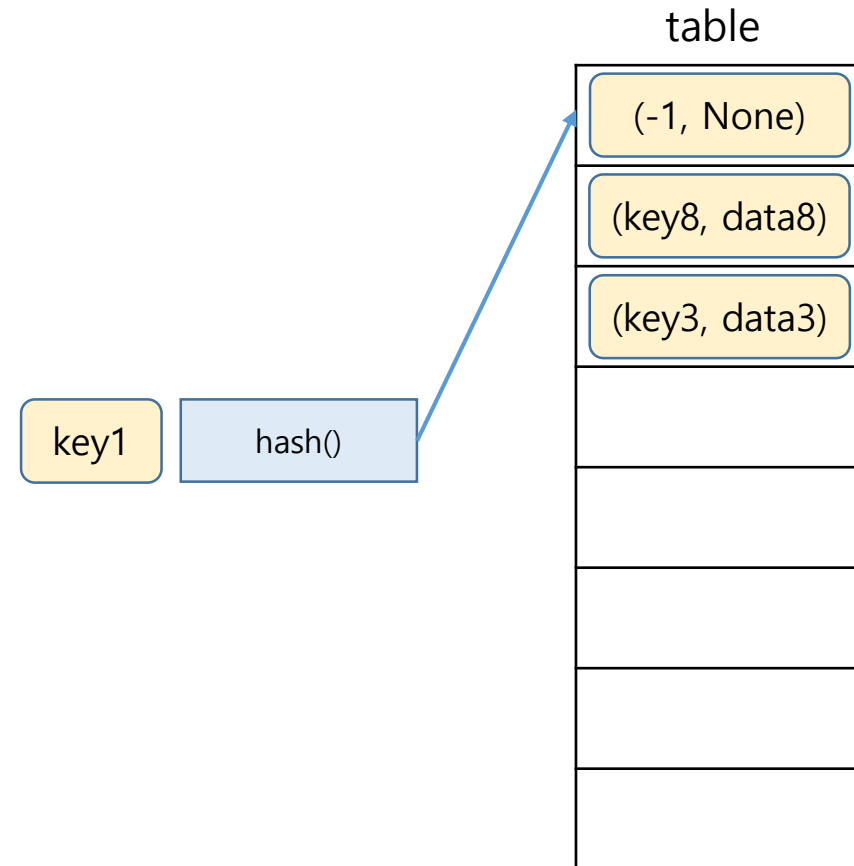 table
(-1, None)
(key8, data8)
(key3, data3)
key1
hash()